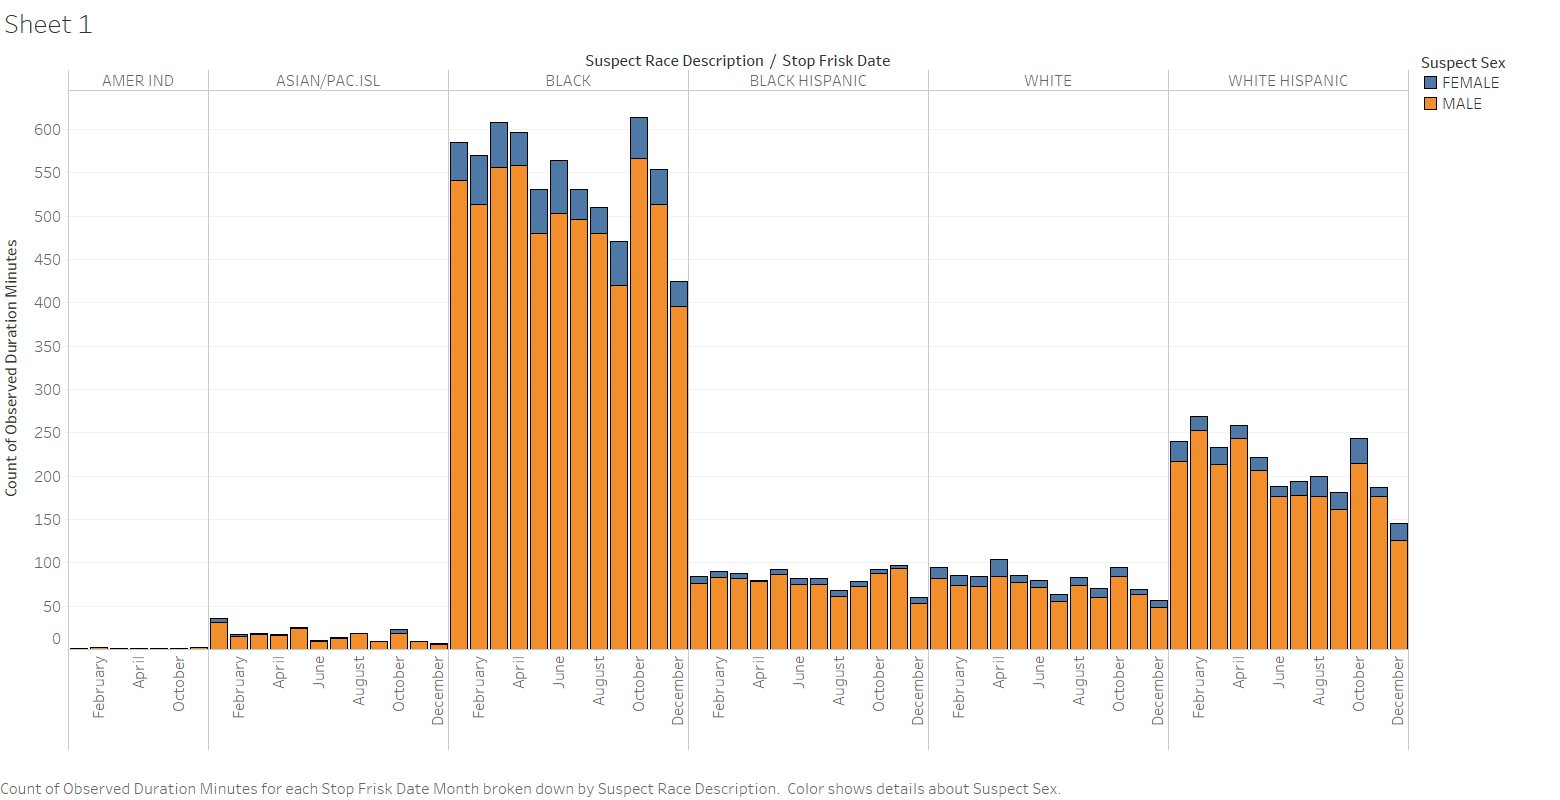 Sheet 1
Suspect Race Description / Stop Frisk Date
AMER IND
ASIAN/PAC.ISL
BLACK
BLACK HISPANIC
WHITE
WHITE HISPANIC
Suspect Sex
FEMALE
MALE
Count of Observed Duration Minutes
600
550
500
450
400
350
300
250
200
150
100
50
0
February
April
October
February
April
June
August
October
December
February
April
June
August
October
December
February
April
June
August
October
December
February
April
June
August
October
December
February
April
June
August
October
December
Count of Observed Duration Minutes for each Stop Frisk Date Month broken down by Suspect Race Description.  Color shows details about Suspect Sex.